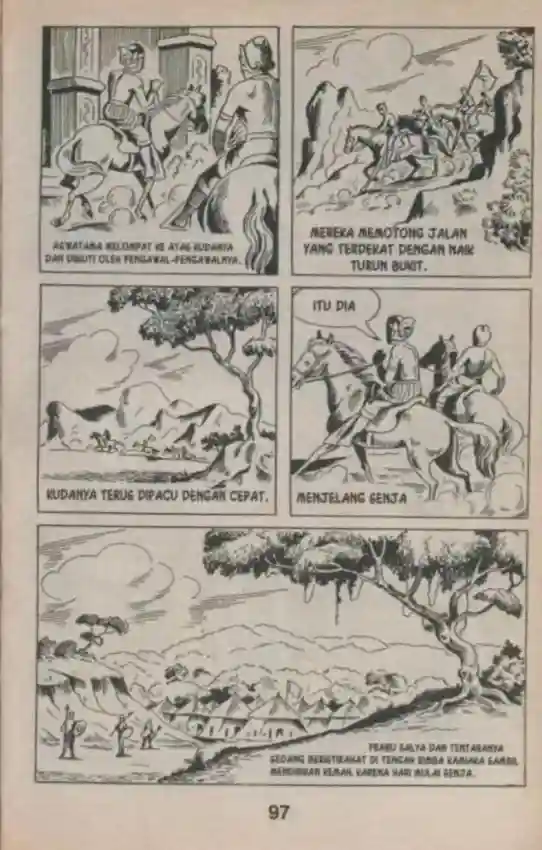 ASWATAMA MELOMPAT KE ATAS KUDANYA
DAN DIIKUTI OLEH PENGAWAL-PENGAWALNYA.
MEREKA MEMOTONG JALAN
YANG TERDEKAT DENGAN NAIK
TURUN BUKIT.
KUDANYA TERUS DIPACU DENGAN CEPAT.
ITU DIA
MENJELANG SENJA
PRABU SALYA DAN TENTARANYA
SEDANG BERISTIRAHAT DI TENGAH RIMBA KAMIAKA SAMBIL
MENDIRIKAN KEMAH, KARENA HARI MULAI SENJA.
97